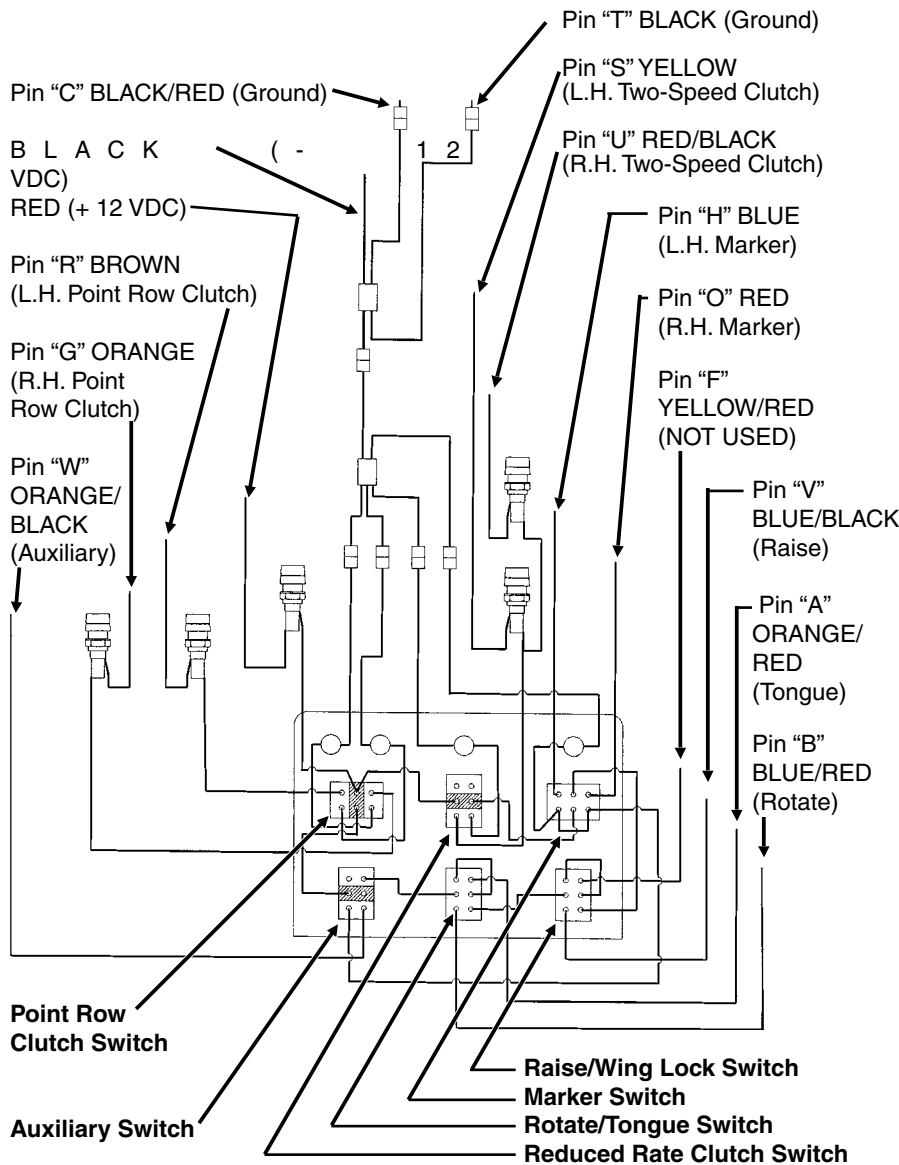 Pin “T” BLACK (Ground)
Pin “S” YELLOW
(L.H. Two-Speed Clutch)
Pin “C” BLACK/RED (Ground)
Pin “U” RED/BLACK
(R.H. Two-Speed Clutch)
B L A C K ( - 1 2
VDC)
RED (+ 12 VDC)
Pin “H” BLUE
(L.H. Marker)
Pin “R” BROWN
(L.H. Point Row Clutch)
Pin “O” RED
(R.H. Marker)
Pin “G” ORANGE
(R.H. Point
Row Clutch)
Pin “F”
YELLOW/RED
(NOT USED)
Pin “W”
ORANGE/
BLACK
(Auxiliary)
Pin “V”
BLUE/BLACK
(Raise)
Pin “A”
ORANGE/
RED
(Tongue)
Pin “B”
BLUE/RED
(Rotate)
Point Row
Clutch Switch
Auxiliary Switch
Raise/Wing Lock Switch
Marker Switch
Rotate/Tongue Switch
Reduced Rate Clutch Switch